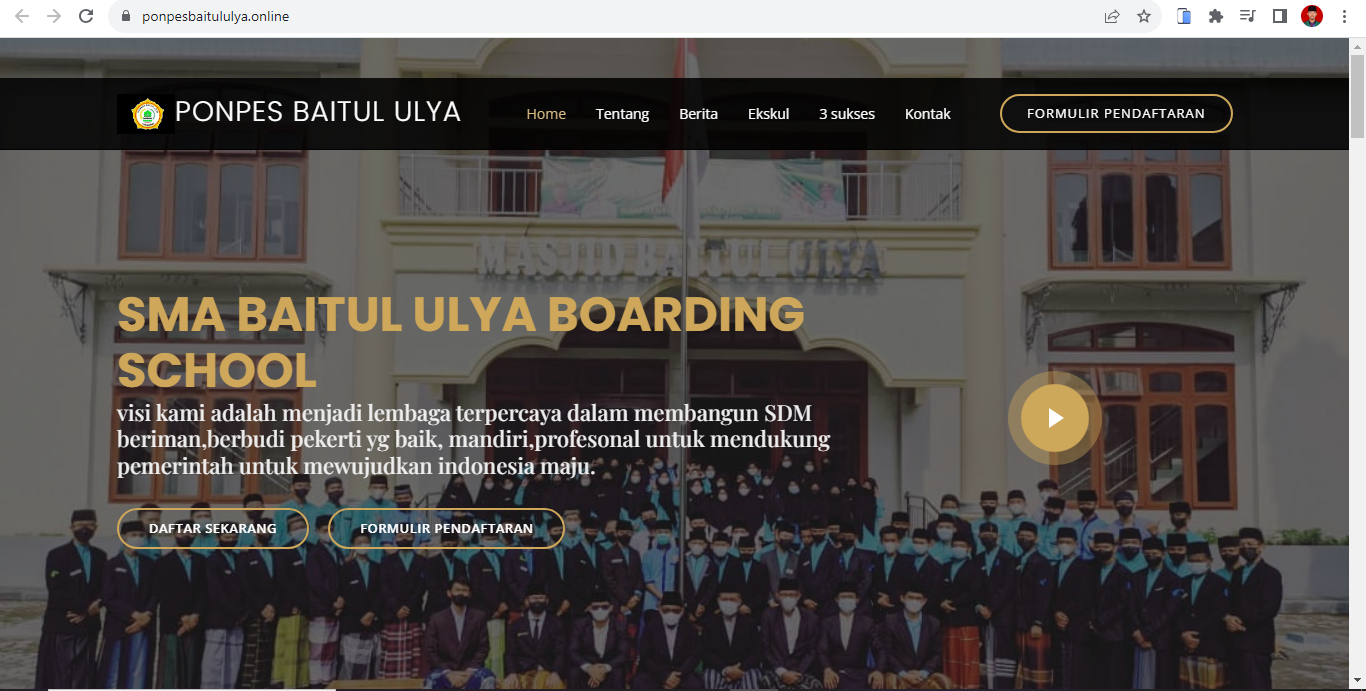 ponpesbaitululya.online
PONPES BAITUL ULYA
Home Tentang Berita Ekskul 3 sukses Kontak
FORMULIR PENDAFTARAN
MASJID BAITUL ULYA
SMA BAITUL ULYA BOARDING
SCHOOL
visi kami adalah menjadi lembaga terpercaya dalam membangun SDM
beriman,berbudi pekerti yg baik, mandiri,profesonal untuk mendukung
pemerintah untuk mewujudkan indonesia maju.
DAFTAR SEKARANG
FORMULIR PENDAFTARAN